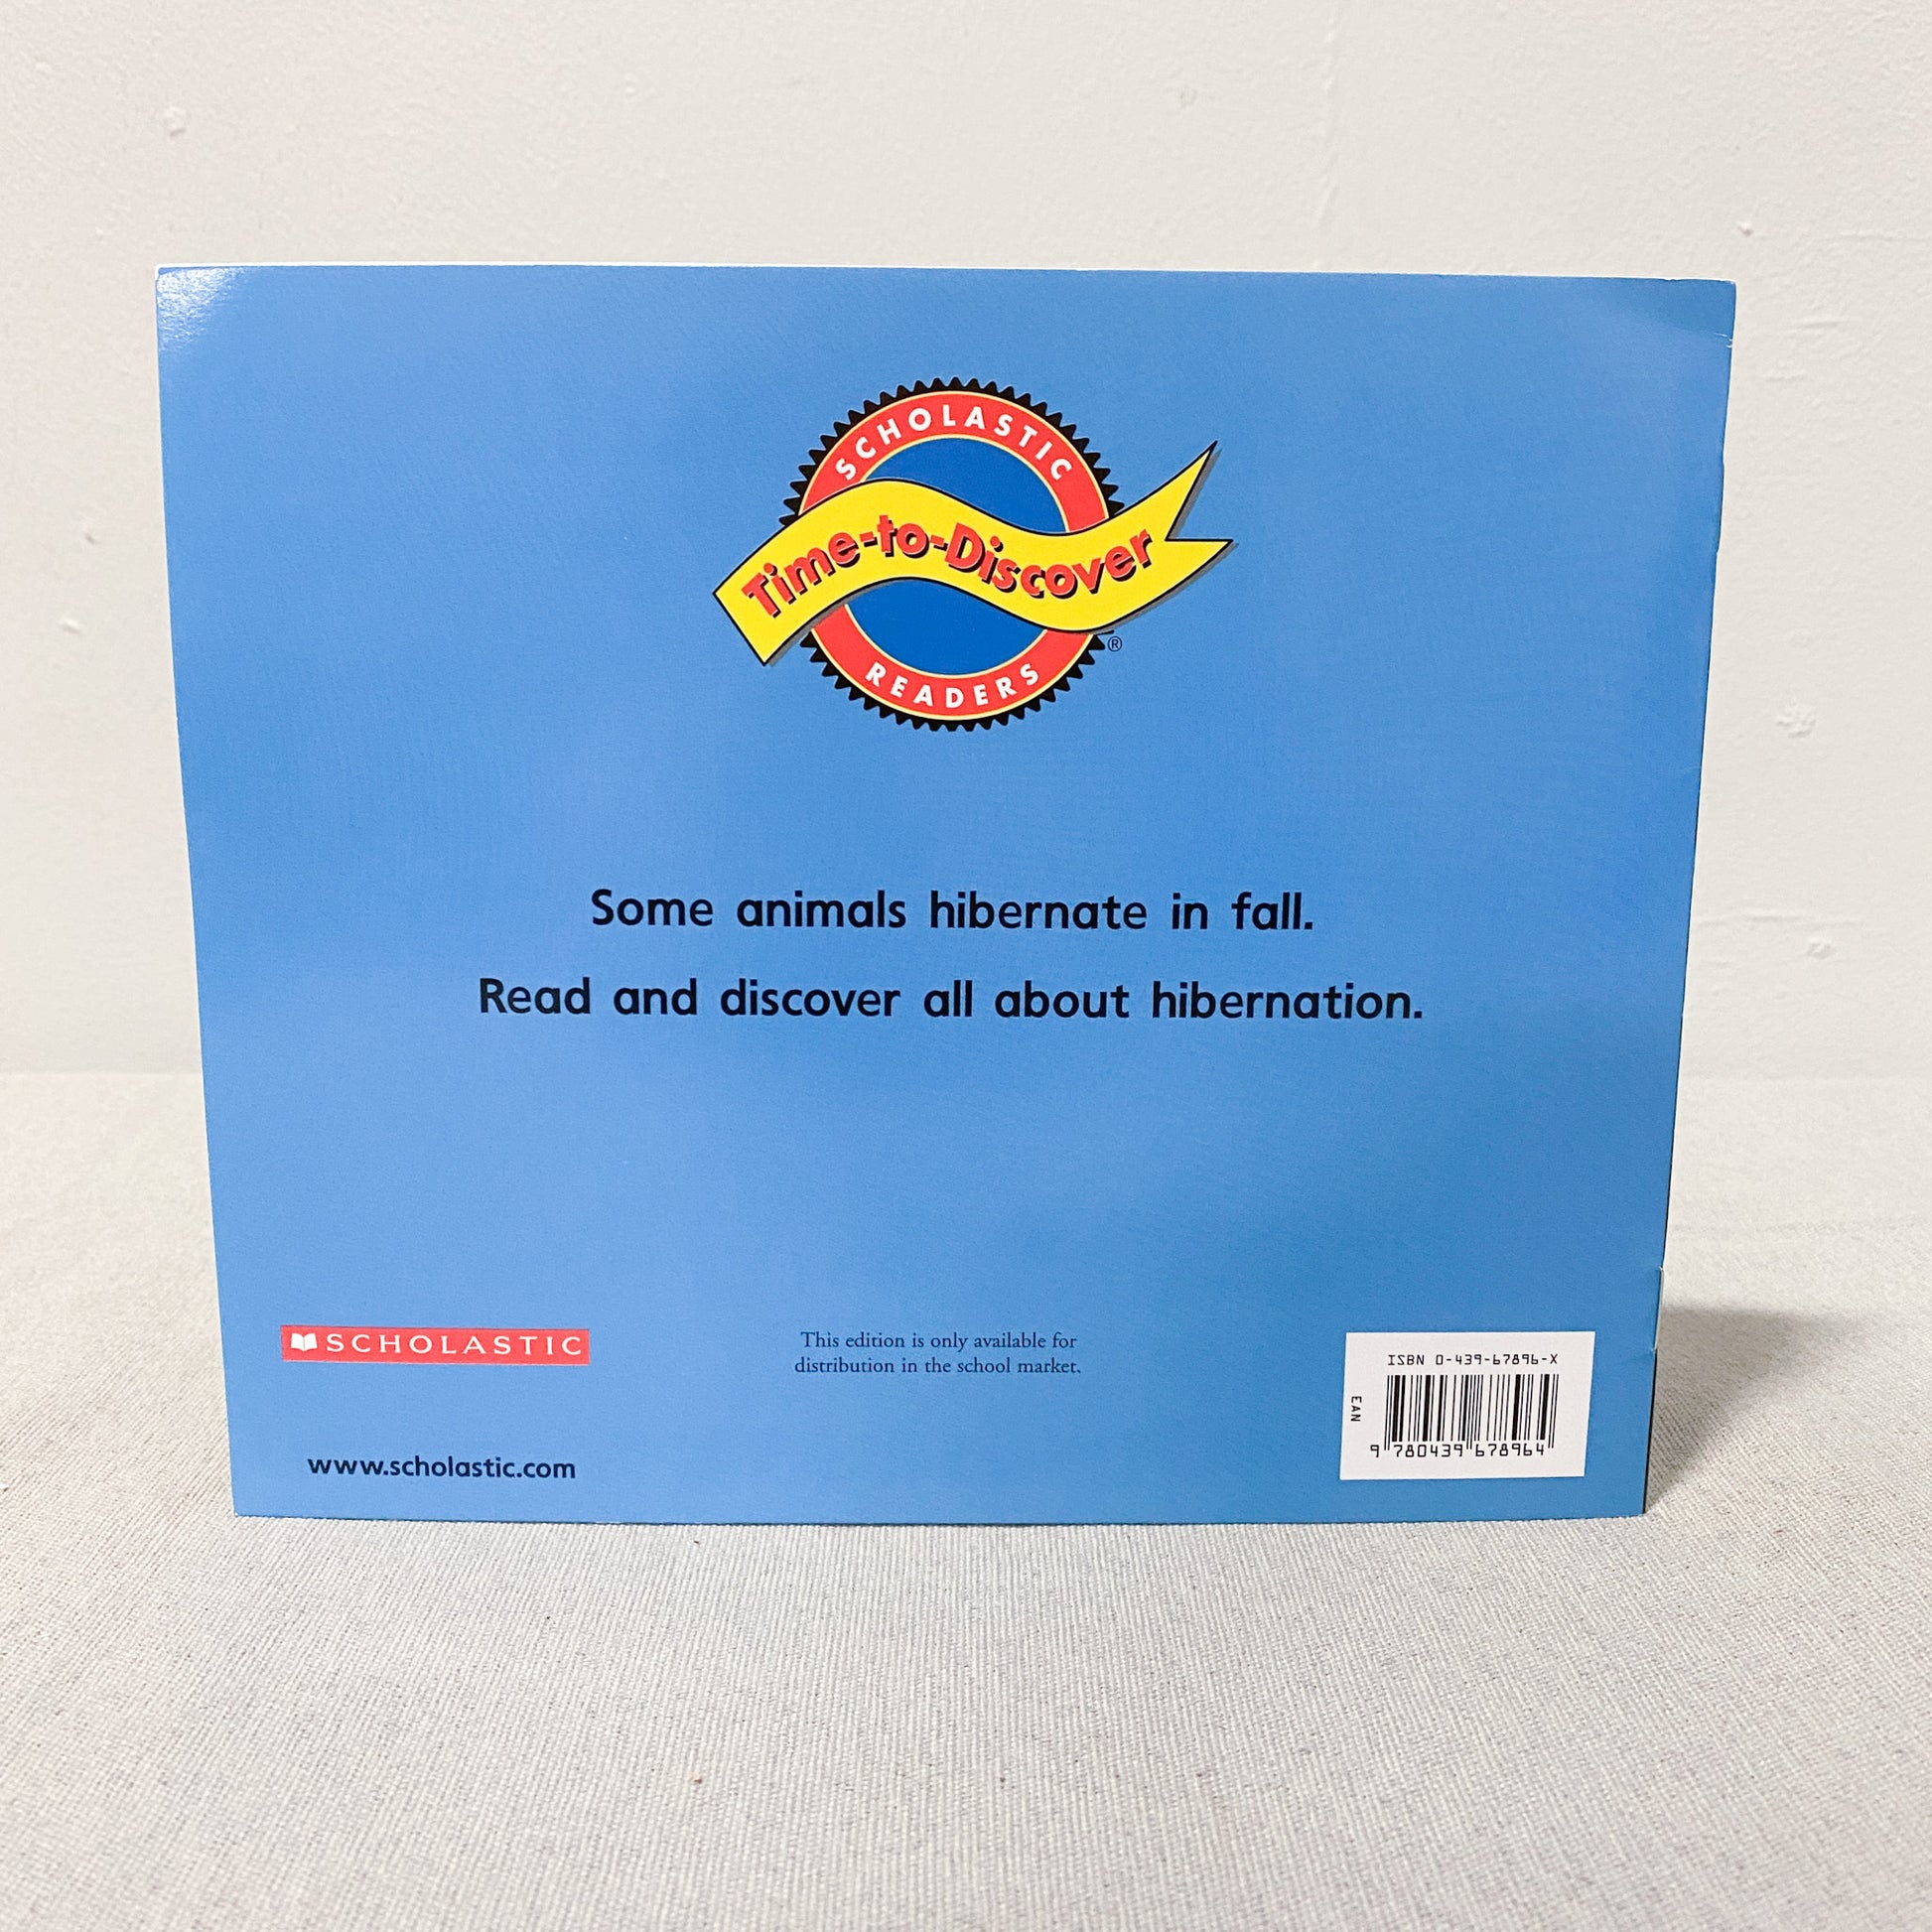 SCHOLASTIC
Time-to-Discover
READERS
®
Some animals hibernate in fall.
Read and discover all about hibernation.
SCHOLASTIC
www.scholastic.com
This edition is only available for
distribution in the school market.
ISBN 0-439-67896-X
EAN
9 780439 678964